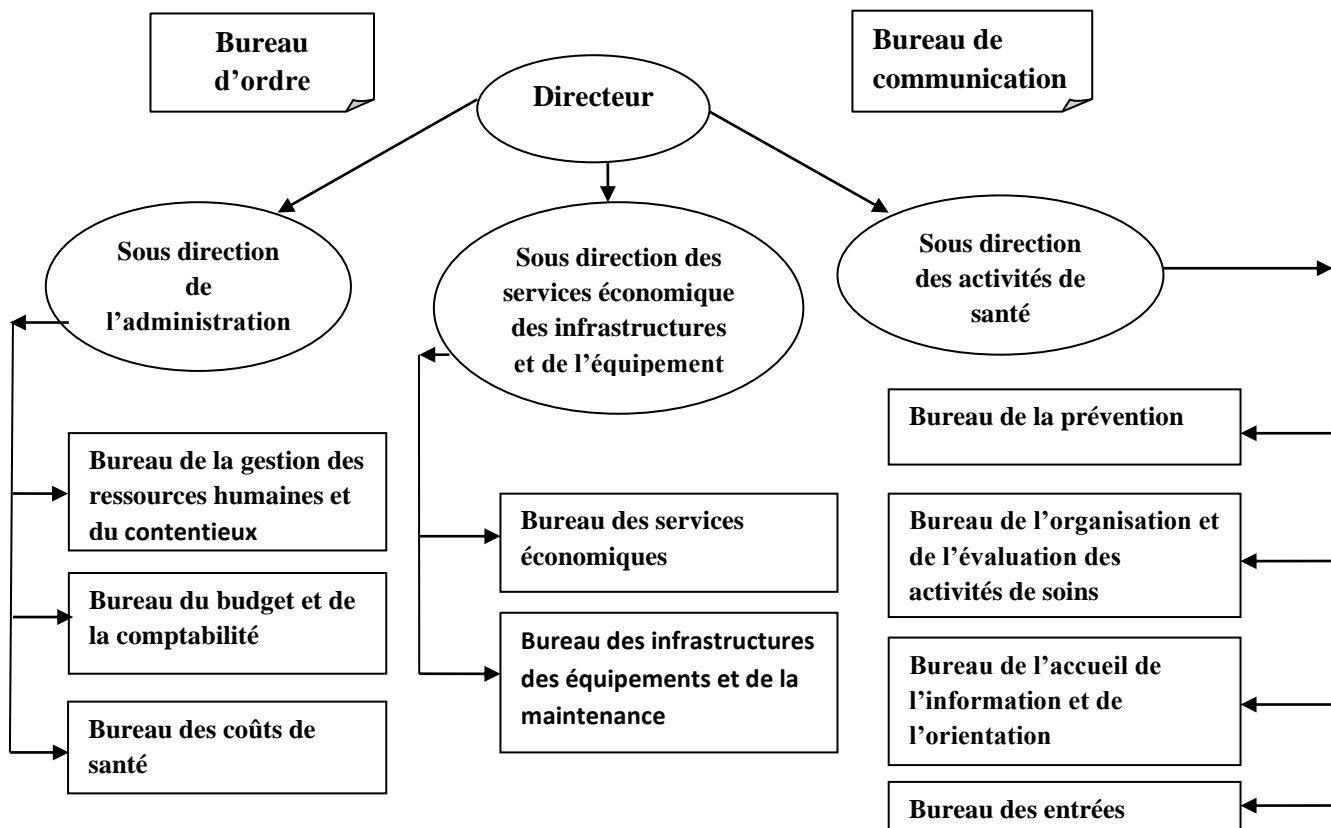 Bureau
d’ordre
Bureau de
communication
Directeur
Sous direction
de
l’administration
Sous direction des
services économique
des infrastructures
et de l’équipement
Sous direction
des activités de
santé
Bureau de la gestion des
ressources humaines et
du contentieux
Bureau du budget et de
la comptabilité
Bureau des coûts de
santé
Bureau des services
économiques
Bureau des infrastructures
des équipements et de la
maintenance
Bureau de la prévention
Bureau de l’organisation et
de l’évaluation des
activités de soins
Bureau de l’accueil de
l’information et de
l’orientation
Bureau des entrées